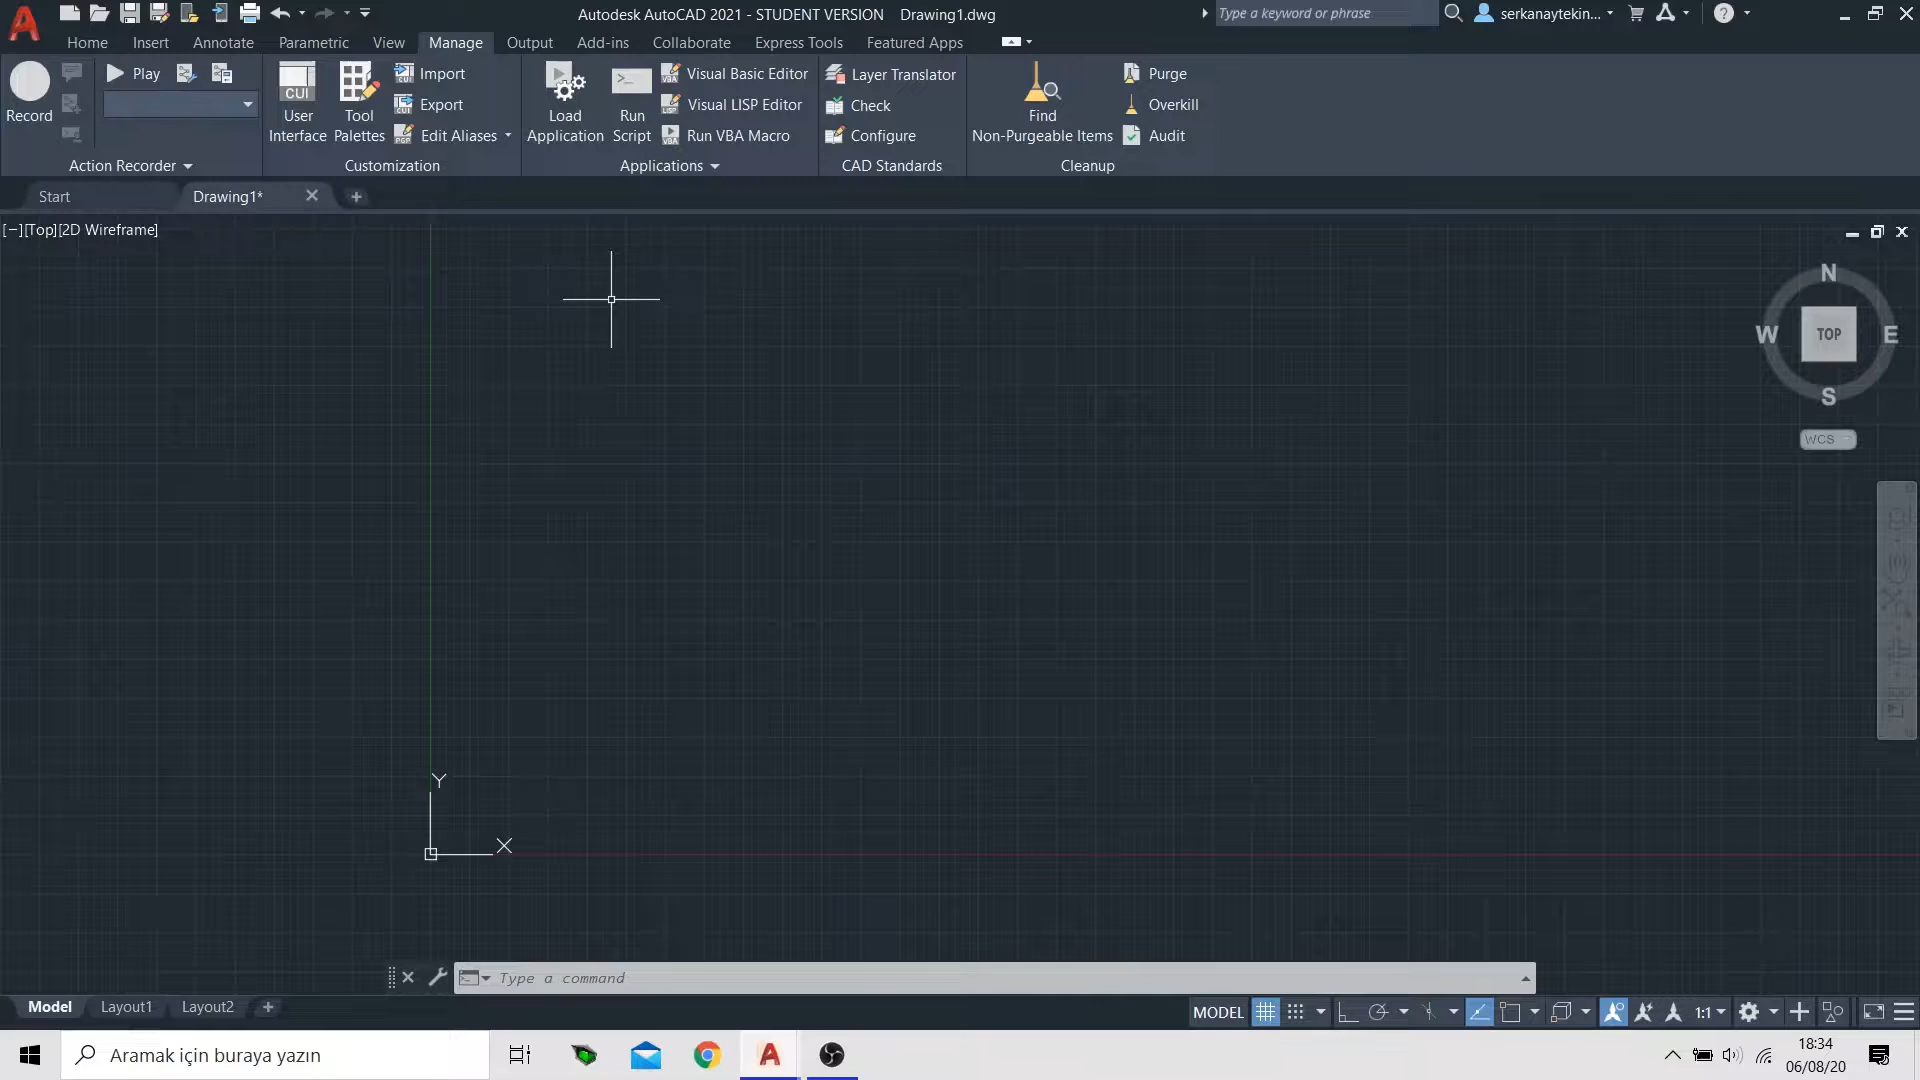 Autodesk AutoCAD 2021 - STUDENT VERSION Drawing1.dwg
Type a keyword or phrase
serkanaytekin...
Home Insert Annotate Parametric View Manage Output Add-ins Collaborate Express Tools Featured Apps
Record
Play
Action Recorder
CUI
User
Interface
Tool
Palettes
Import
Export
Edit Aliases
Customization
Load
Application
Run
Script
Visual Basic Editor
Visual LISP Editor
Run VBA Macro
Applications
Layer Translator
Check
Configure
CAD Standards
Find
Non-Purgeable Items
Purge
Overkill
Audit
Cleanup
Start
Drawing1*
[−][Top][2D Wireframe]
N
W
TOP
E
S
WCS
Y
X
Type a command
Model Layout1 Layout2
MODEL
1:1
Aramak için buraya yazın
18:34
06/08/20